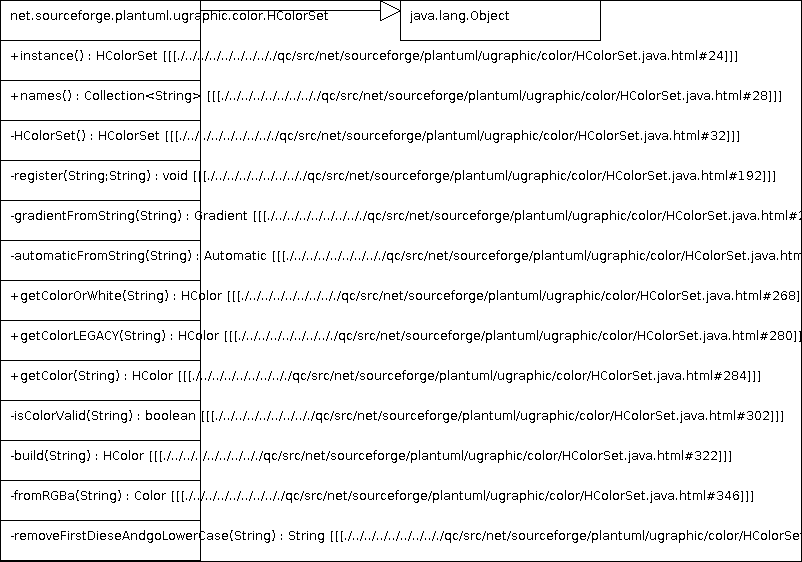 net.sourceforge.plantuml.ugraphic.color.HColorSet
java.lang.Object
+instance() : HColorSet [[[./../../../../../../../qc/src/net/sourceforge/plantuml/ugraphic/color/HColorSet.java.html#24]]]
+names() : Collection<String> [[[./../../../../../../../qc/src/net/sourceforge/plantuml/ugraphic/color/HColorSet.java.html#28]]]
-HColorSet() : HColorSet [[[./../../../../../../../qc/src/net/sourceforge/plantuml/ugraphic/color/HColorSet.java.html#32]]]
-register(String;String) : void [[[./../../../../../../../qc/src/net/sourceforge/plantuml/ugraphic/color/HColorSet.java.html#192]]]
-gradientFromString(String) : Gradient [[[./../../../../../../../qc/src/net/sourceforge/plantuml/ugraphic/color/HColorSet.java.html#2
-automaticFromString(String) : Automatic [[[./../../../../../../../qc/src/net/sourceforge/plantuml/ugraphic/color/HColorSet.java.htm
+getColorOrWhite(String) : HColor [[[./../../../../../../../qc/src/net/sourceforge/plantuml/ugraphic/color/HColorSet.java.html#268]
+getColorLEGACY(String) : HColor [[[./../../../../../../../qc/src/net/sourceforge/plantuml/ugraphic/color/HColorSet.java.html#280]]
+getColor(String) : HColor [[[./../../../../../../../qc/src/net/sourceforge/plantuml/ugraphic/color/HColorSet.java.html#284]]]
-isColorValid(String) : boolean [[[./../../../../../../../qc/src/net/sourceforge/plantuml/ugraphic/color/HColorSet.java.html#302]]]
-build(String) : HColor [[[./../../../../../../../qc/src/net/sourceforge/plantuml/ugraphic/color/HColorSet.java.html#322]]]
-fromRGBa(String) : Color [[[./../../../../../../../qc/src/net/sourceforge/plantuml/ugraphic/color/HColorSet.java.html#346]]]
-removeFirstDieseAndgoLowerCase(String) : String [[[./../../../../../../../qc/src/net/sourceforge/plantuml/ugraphic/color/HColorSet